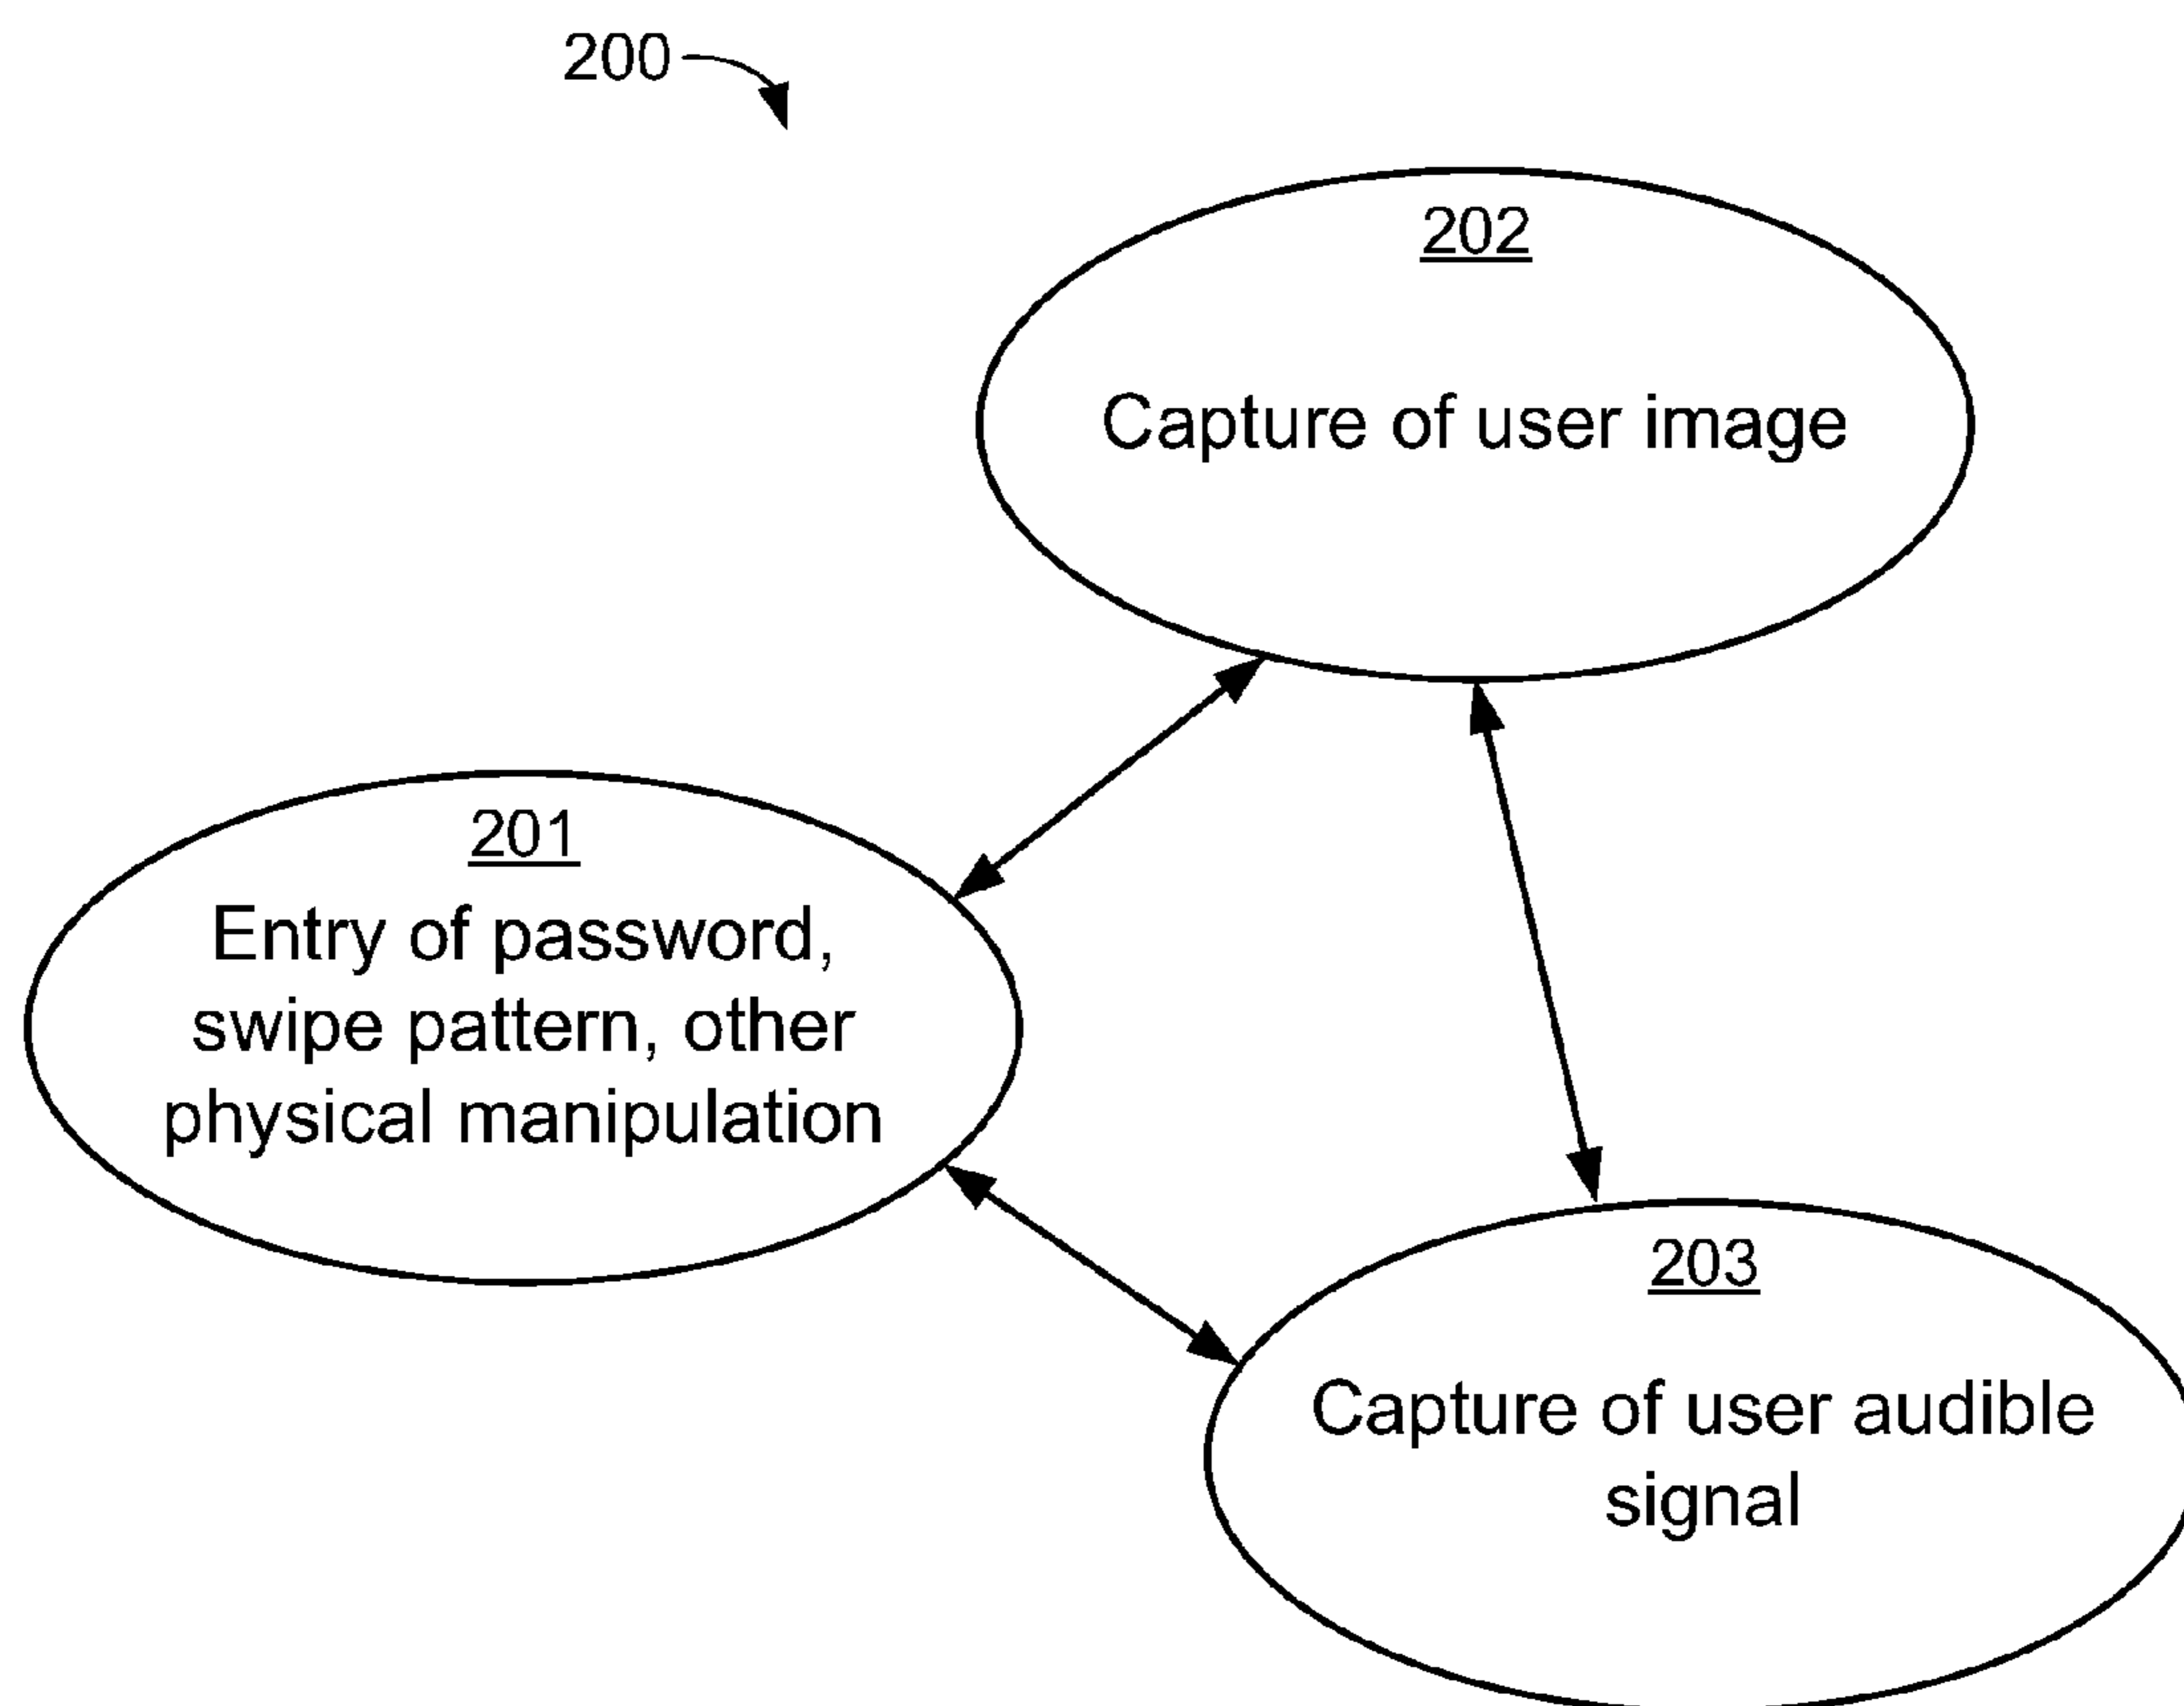 200
202
Capture of user image
201
Entry of password,
swipe pattern, other
physical manipulation
203
Capture of user audible
signal